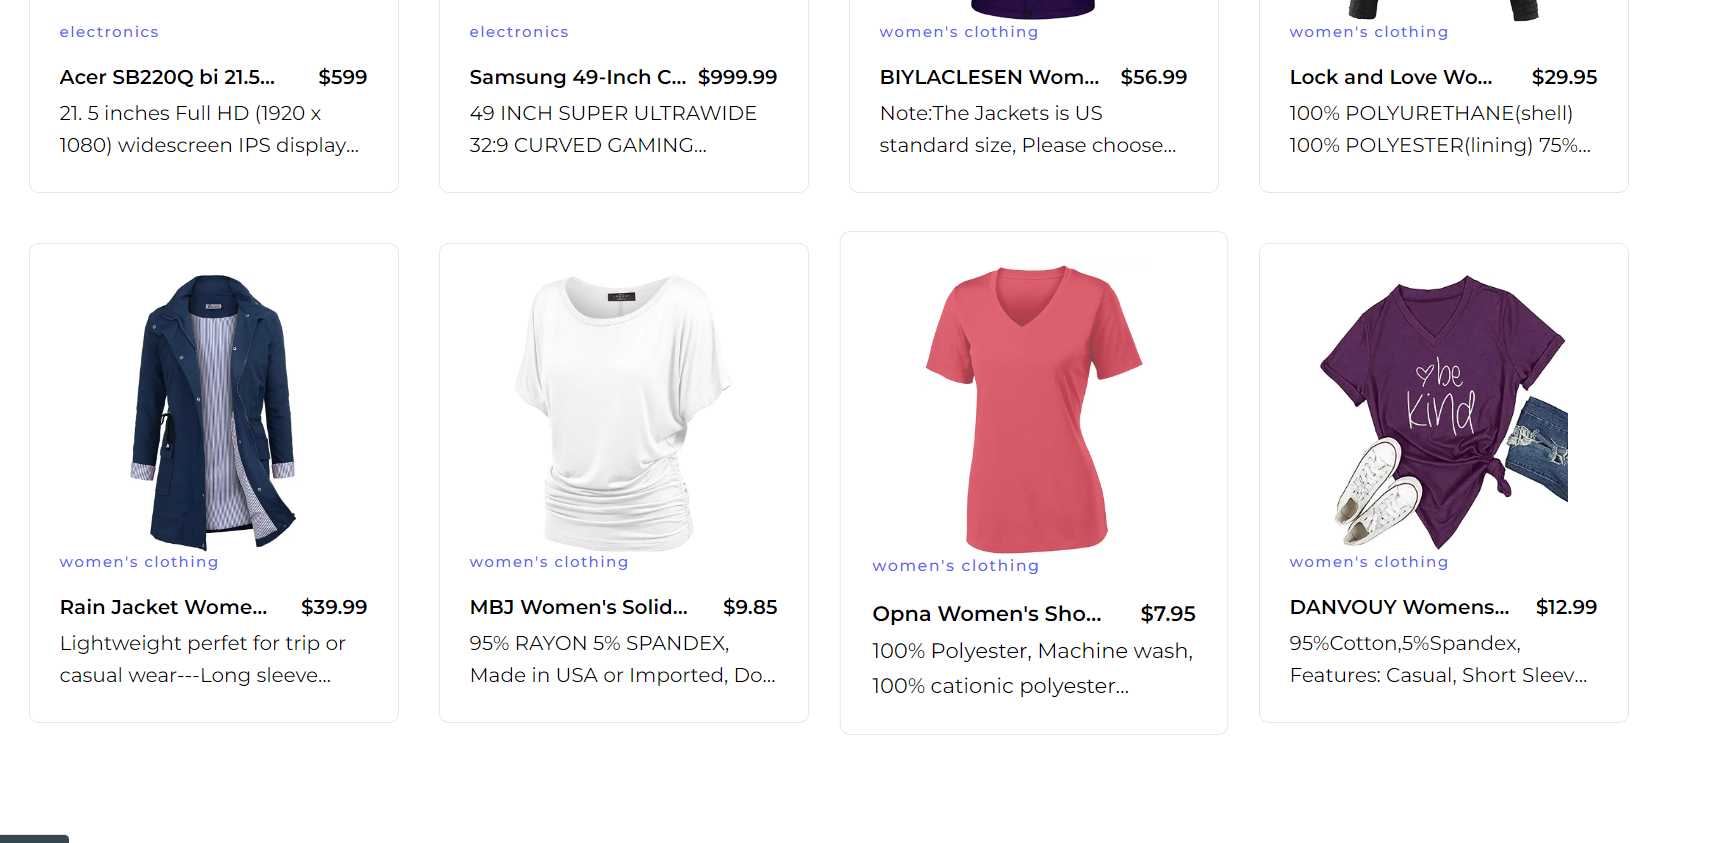 electronics
Acer SB220Q bi 21.5... $599
21. 5 inches Full HD (1920 x
1080) widescreen IPS display...
electronics
Samsung 49-Inch C... $999.99
49 INCH SUPER ULTRAWIDE
32:9 CURVED GAMING...
women's clothing
BIYLACLESEN Wom... $56.99
Note:The Jackets is US
standard size, Please choose...
women's clothing
Lock and Love Wo... $29.95
100% POLYURETHANE(shell)
100% POLYESTER(lining) 75%...
women's clothing
Rain Jacket Wome... $39.99
Lightweight perfet for trip or
casual wear---Long sleeve...
women's clothing
MBJ Women's Solid... $9.85
95% RAYON 5% SPANDEX,
Made in USA or Imported, Do...
women's clothing
Opna Women's Sho... $7.95
100% Polyester, Machine wash,
100% cationic polyester...
be
kind
women's clothing
DANVOUY Womens... $12.99
95%Cotton,5%Spandex,
Features: Casual, Short Sleev...